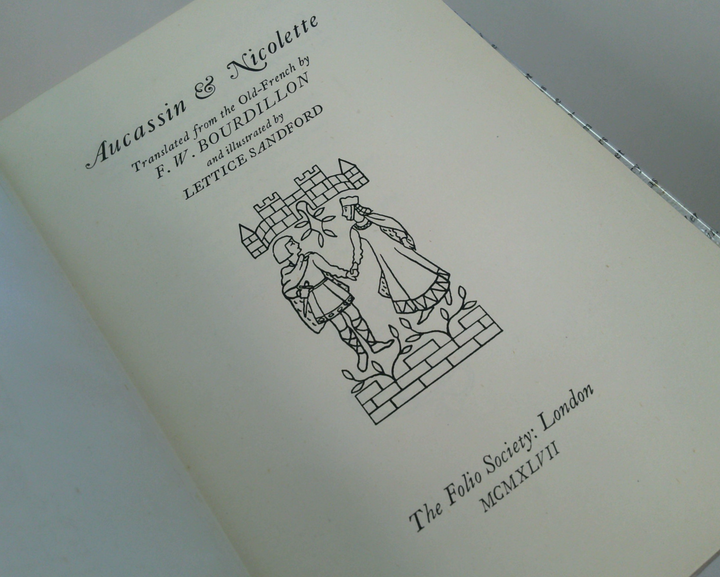 Aucassin & Nicolette
Translated from the Old-French by
F. W. BOURDILLON
and illustrated by
LETTICE SANDFORD
The Folio Society: London
MCMXLVII